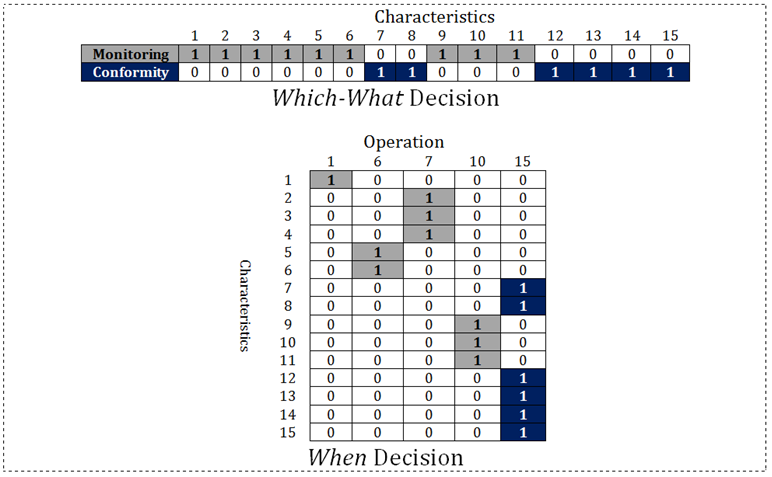 Characteristics
1 2 3 4 5 6 7 8 9 10 11 12 13 14 15
Monitoring 1 1 1 1 1 1 0 0 1 1 1 0 0 0 0
Conformity 0 0 0 0 0 0 1 1 0 0 0 1 1 1 1
Which-What Decision
Operation
1 6 7 10 15
Characteristics
1 1 0 0 0 0
2 0 0 1 0 0
3 0 0 1 0 0
4 0 0 1 0 0
5 0 1 0 0 0
6 0 1 0 0 0
7 0 0 0 0 1
8 0 0 0 0 1
9 0 0 0 1 0
10 0 0 0 1 0
11 0 0 0 1 0
12 0 0 0 0 1
13 0 0 0 0 1
14 0 0 0 0 1
15 0 0 0 0 1
When Decision